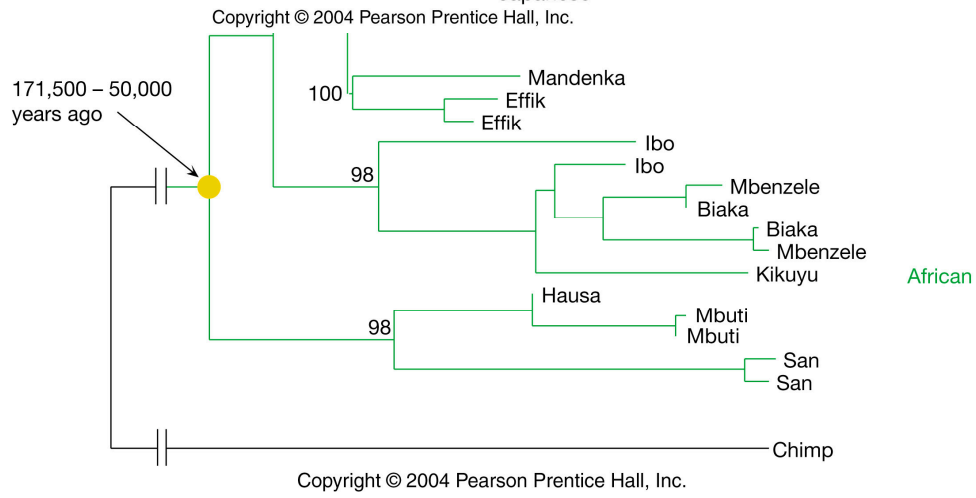 Copyright © 2004 Pearson Prentice Hall, Inc.
171,500 – 50,000
years ago
100
Mandenka
Effik
Effik
98
Ibo
Ibo
Mbenzele
Biaka
Biaka
Mbenzele
Kikuyu
African
98
Hausa
Mbuti
Mbuti
San
San
Chimp
Copyright © 2004 Pearson Prentice Hall, Inc.